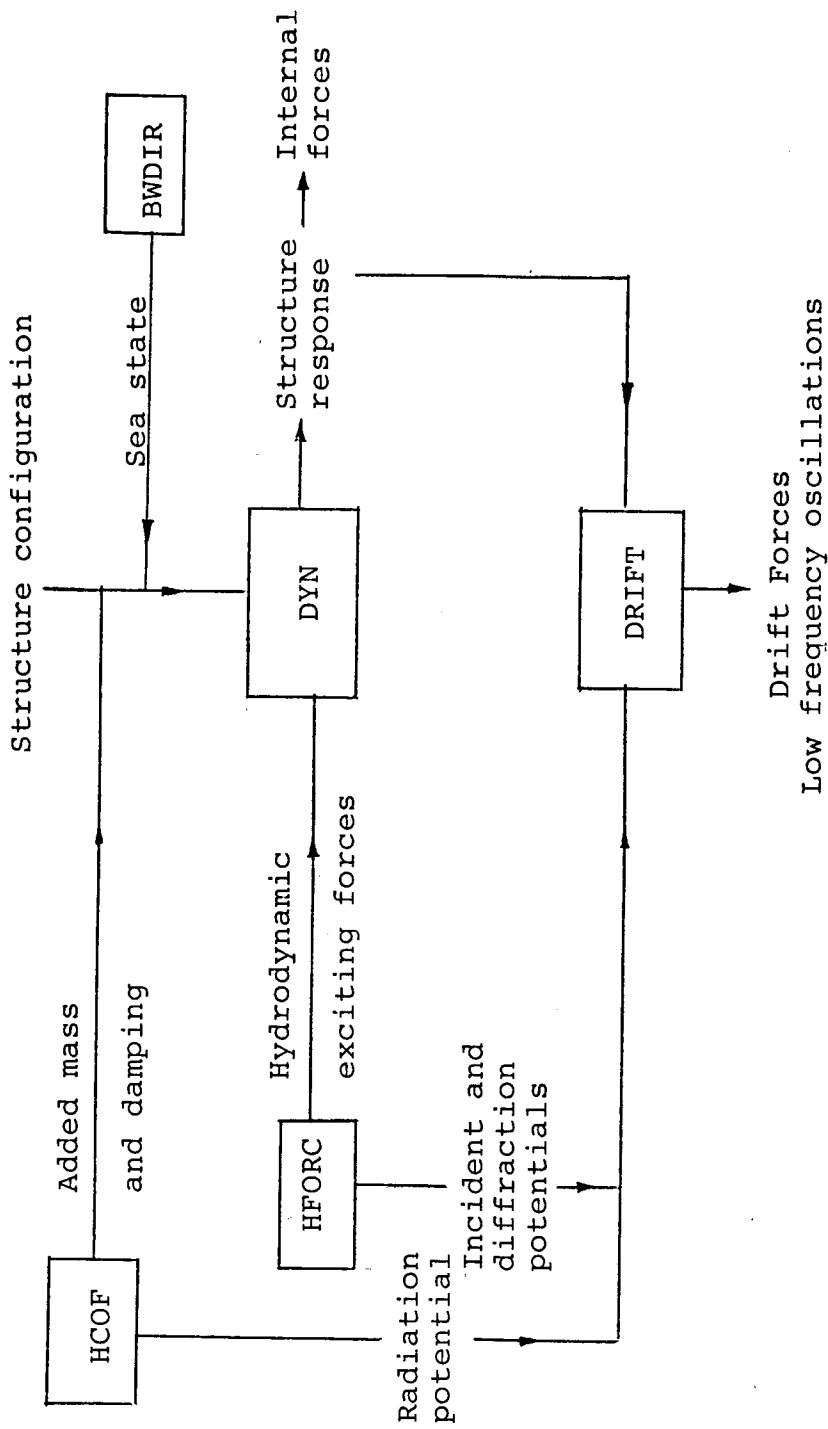 Structure configuration
HCOF
Added mass
and damping
Sea state
BWDIR
HFORC
Hydrodynamic
exciting forces
DYN
Structure
response
Internal
forces
Radiation
potential
Incident and
diffraction
potentials
DRIFT
Drift Forces
Low frequency oscillations